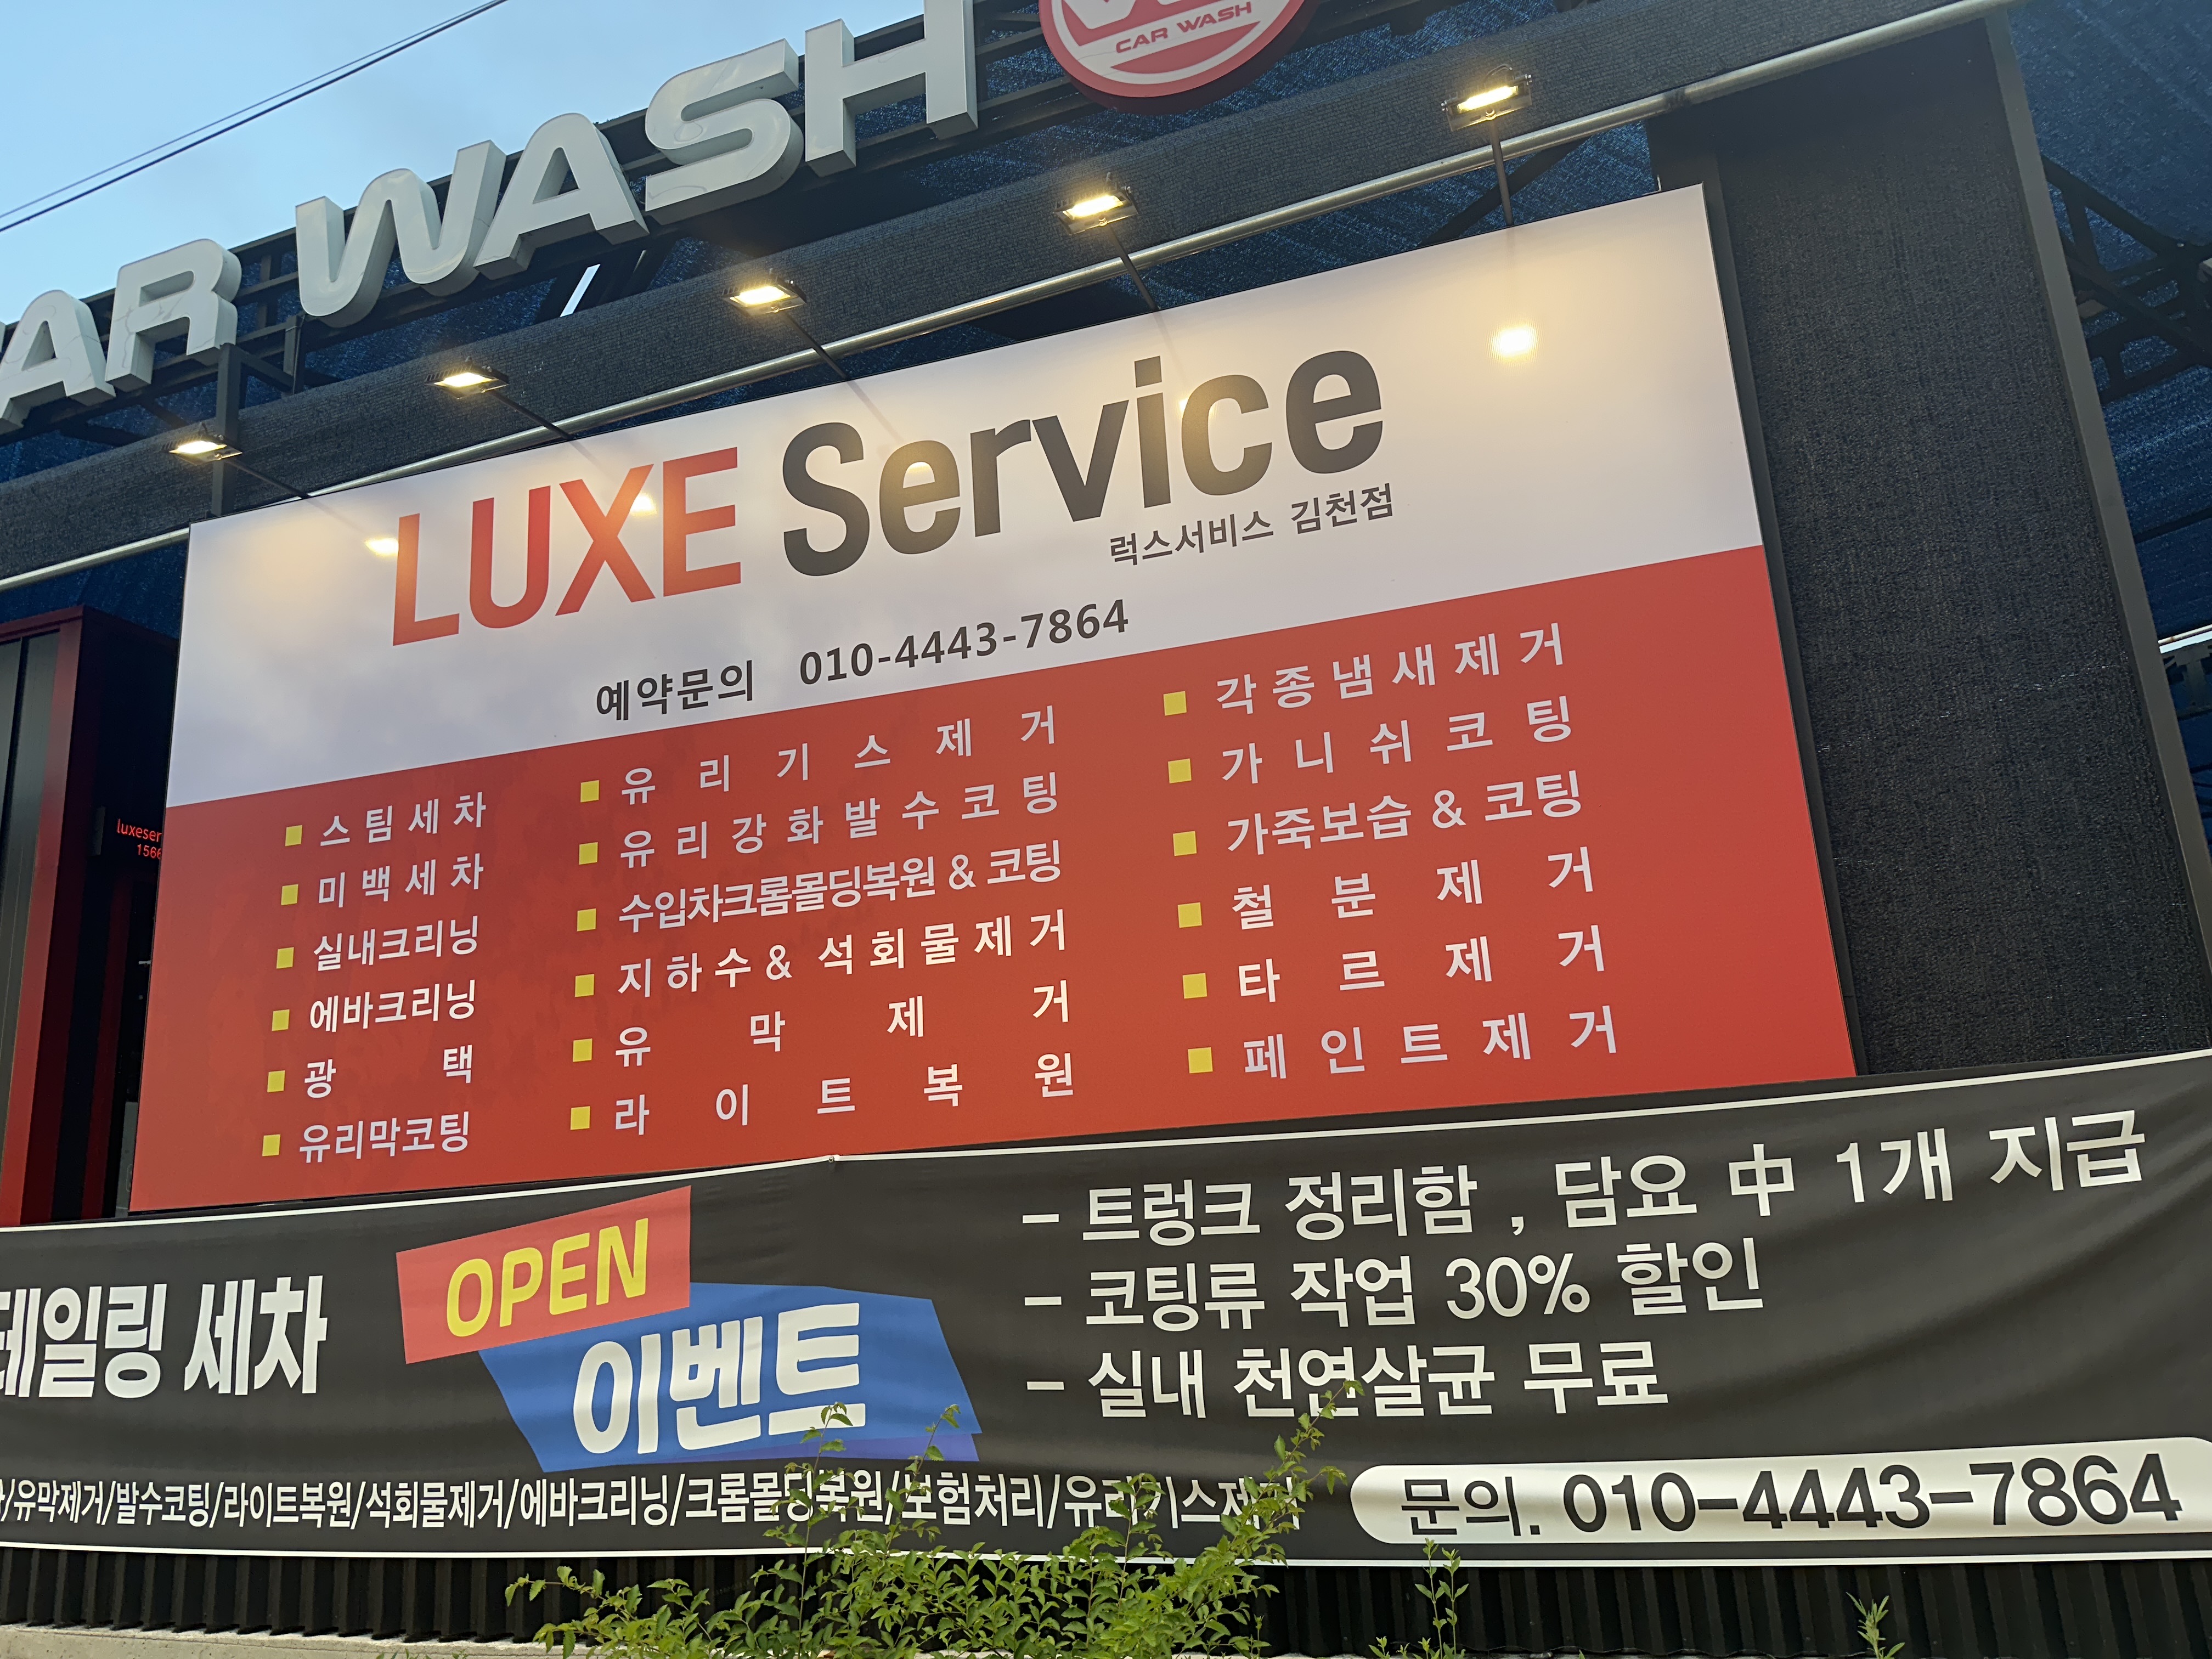 CAR WASH
CAR WASH
LUXE Service
럭스서비스 김천점
예약문의 010-4443-7864
스팀세차
미백세차
실내크리닝
에바크리닝
광택
유리막코팅
유리기스제거
유리강화발수코팅
수입차크롬몰딩복원 & 코팅
지하수& 석회물제거
유막제거
라이트복원
각종냄새제거
가니쉬코팅
가죽보습 & 코팅
철분제거
타르제거
페인트제거
luxeser
156
테일링 세차
OPEN
이벤트
- 트렁크 정리함 , 담요 中 1개 지급
- 코팅류 작업 30% 할인
- 실내 천연살균 무료
/유막제거/발수코팅/라이트복원/석회물제거/에바크리닝/크롬몰딩복원/보험처리/유리기스제거
문의. 010-4443-7864